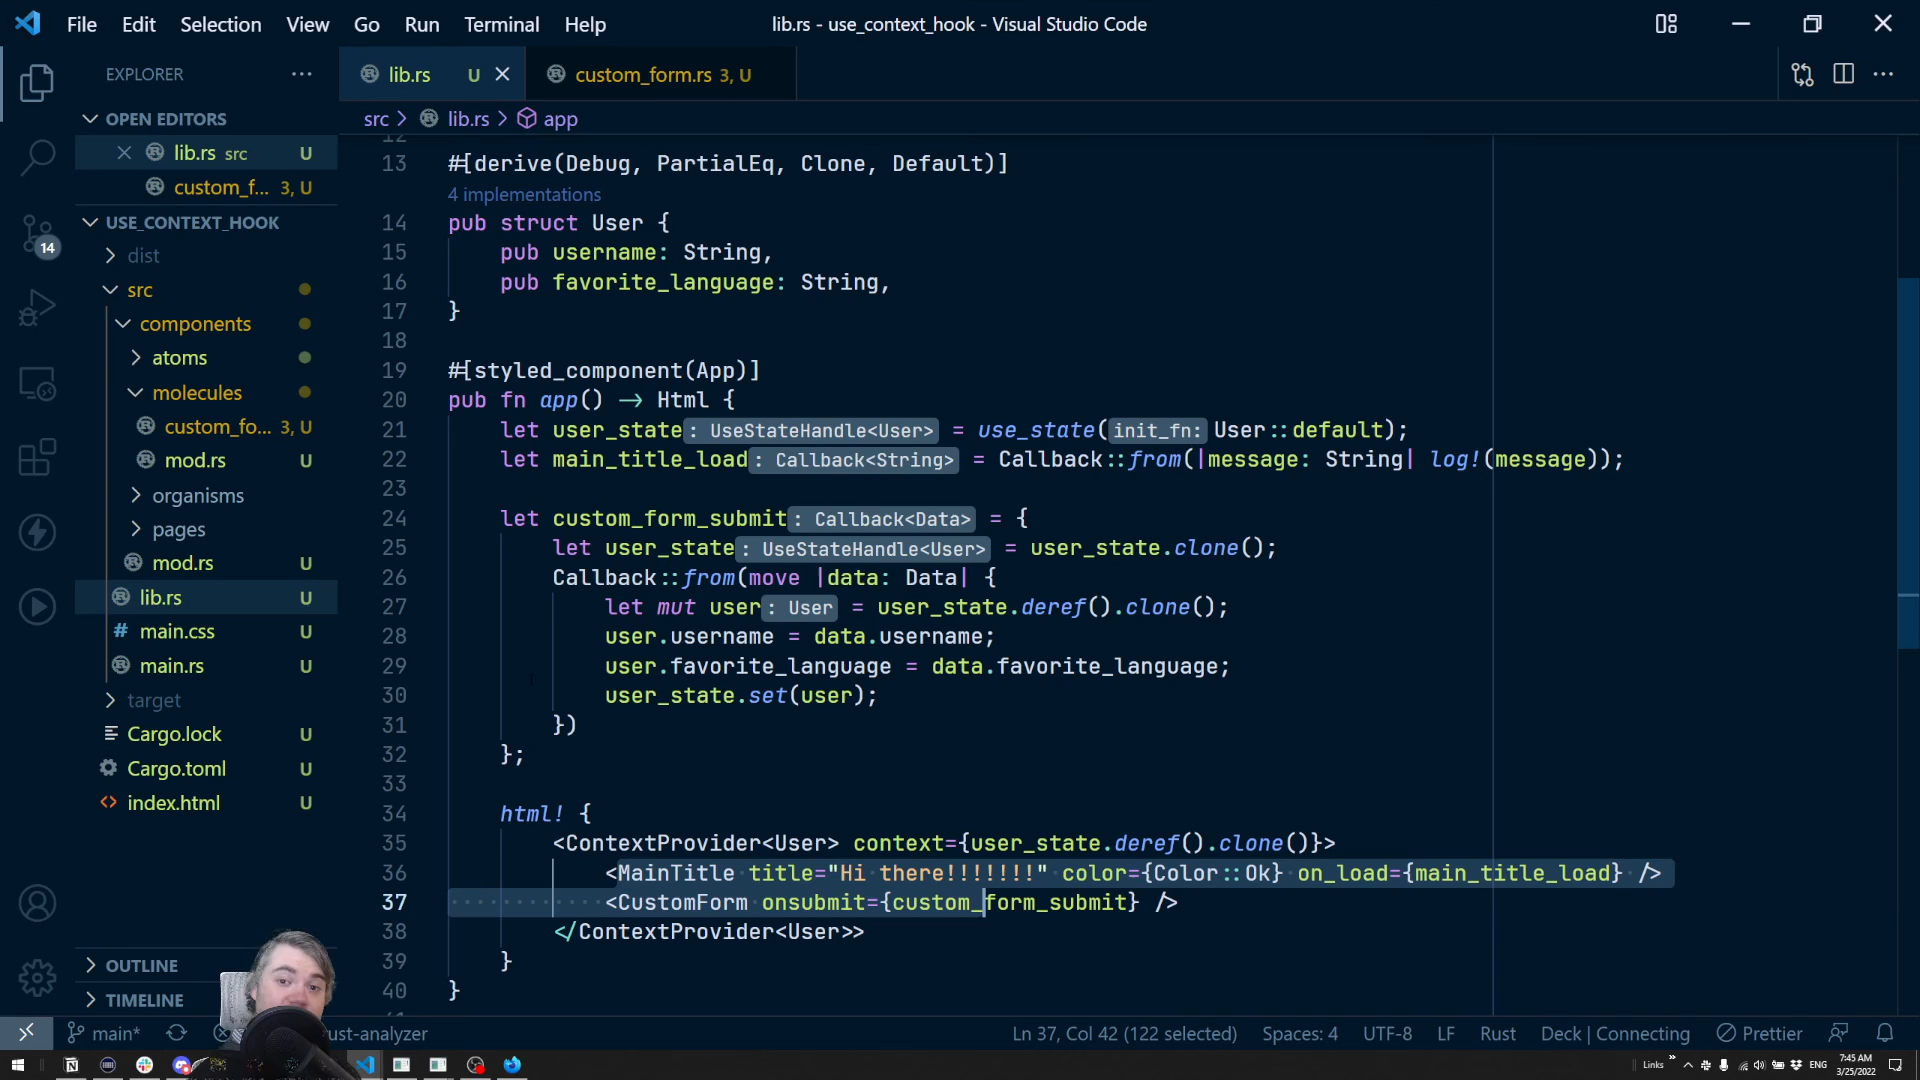 File Edit Selection View Go Run Terminal Help
lib.rs - use_context_hook - Visual Studio Code
EXPLORER
OPEN EDITORS
lib.rs src U
custom_f... 3, U
USE_CONTEXT_HOOK
dist
src
components
atoms
molecules
custom_fo... 3, U
mod.rs U
organisms
pages
mod.rs U
lib.rs U
main.css U
main.rs U
target
Cargo.lock U
Cargo.toml U
index.html U
OUTLINE
TIMELINE
14
lib.rs U
custom_form.rs 3, U
src > lib.rs > app
12
13 #[derive(Debug, PartialEq, Clone, Default)]
4 implementations
14 pub struct User {
15 pub username: String,
16 pub favorite_language: String,
17 }
18
19 #[styled_component(App)]
20 pub fn app() -> Html {
21 let user_state: UseStateHandle<User> = use_state(init_fn: User::default);
22 let main_title_load: Callback<String> = Callback::from(|message: String| log!(message));
23
24 let custom_form_submit: Callback<Data> = {
25 let user_state: UseStateHandle<User> = user_state.clone();
26 Callback::from(move |data: Data| {
27 let mut user: User = user_state.deref().clone();
28 user.username = data.username;
29 user.favorite_language = data.favorite_language;
30 user_state.set(user);
31 })
32 };
33
34 html! {
35 <ContextProvider<User> context={user_state.deref().clone()}>
36 <MainTitle title="Hi there!!!!!!!" color={Color::Ok} on_load={main_title_load} />
37 <CustomForm onsubmit={custom_form_submit} />
38 </ContextProvider<User>>
39 }
40 }
main*
ust-analyzer
Ln 37, Col 42 (122 selected) Spaces: 4 UTF-8 LF Rust Deck | Connecting Prettier
Links ENG
7:45 AM
3/25/2022